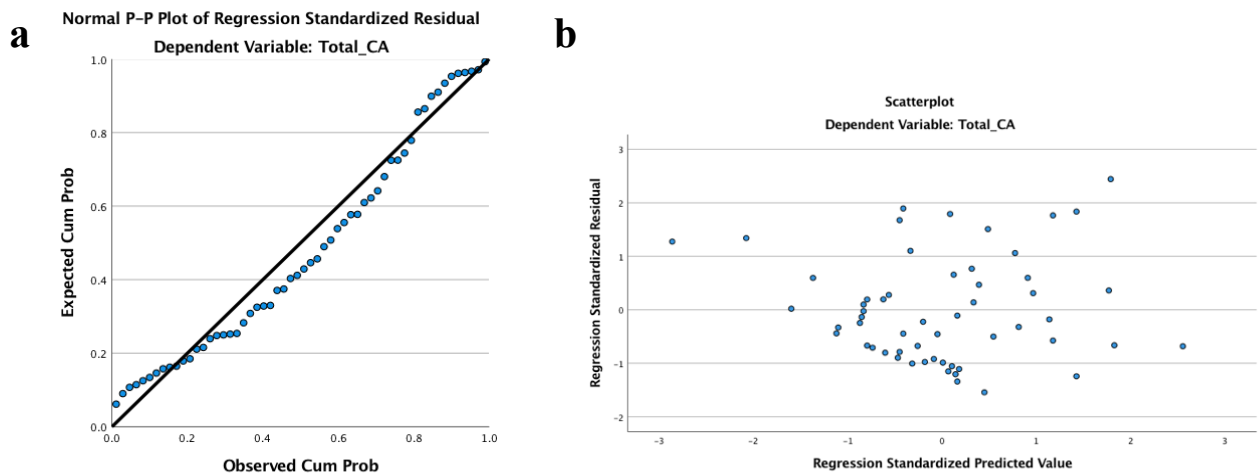 a
Normal P-P Plot of Regression Standardized Residual
Dependent Variable: Total_CA
1.0
0.8
0.6
0.4
0.2
0.0
0.0 0.2 0.4 0.6 0.8 1.0
Expected Cum Prob
Observed Cum Prob
b
Scatterplot
Dependent Variable: Total_CA
3
2
1
0
-1
-2
-3 -2 -1 0 1 2 3
Regression Standardized Residual
Regression Standardized Predicted Value